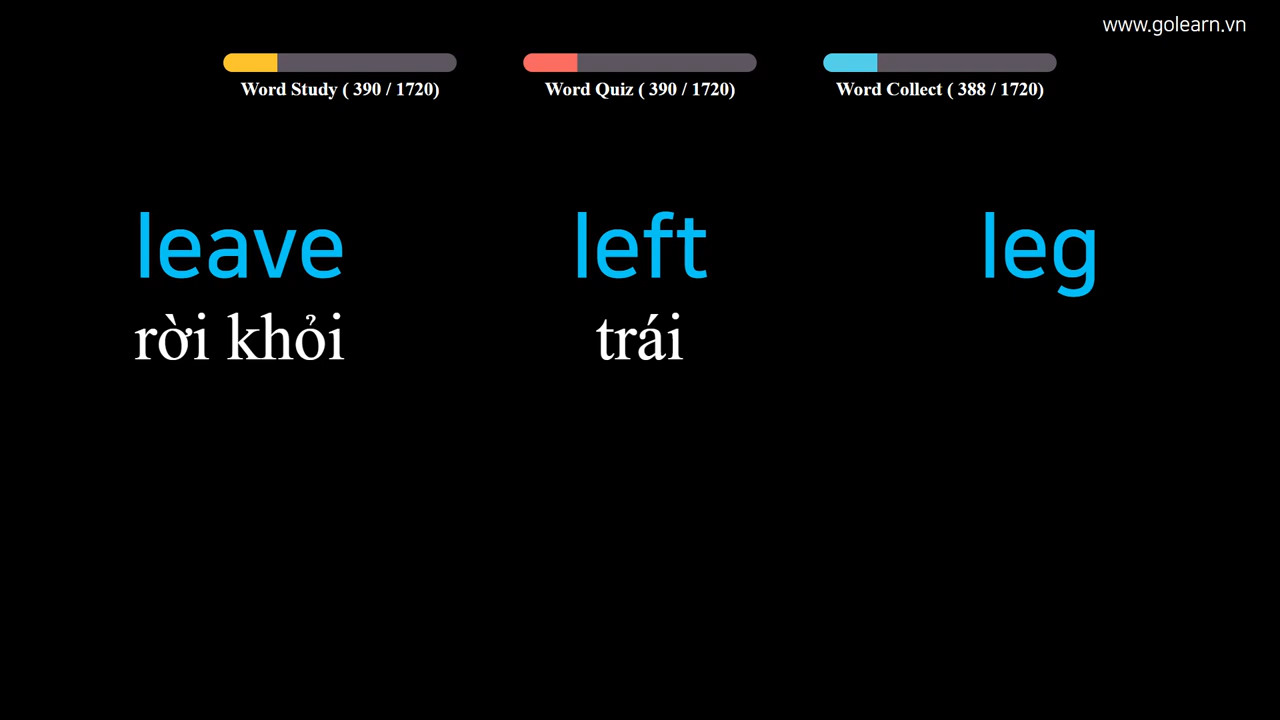 www.golearn.vn
Word Study ( 390 / 1720)
Word Quiz ( 390 / 1720)
Word Collect ( 388 / 1720)
leave
rời khỏi
left
trái
leg